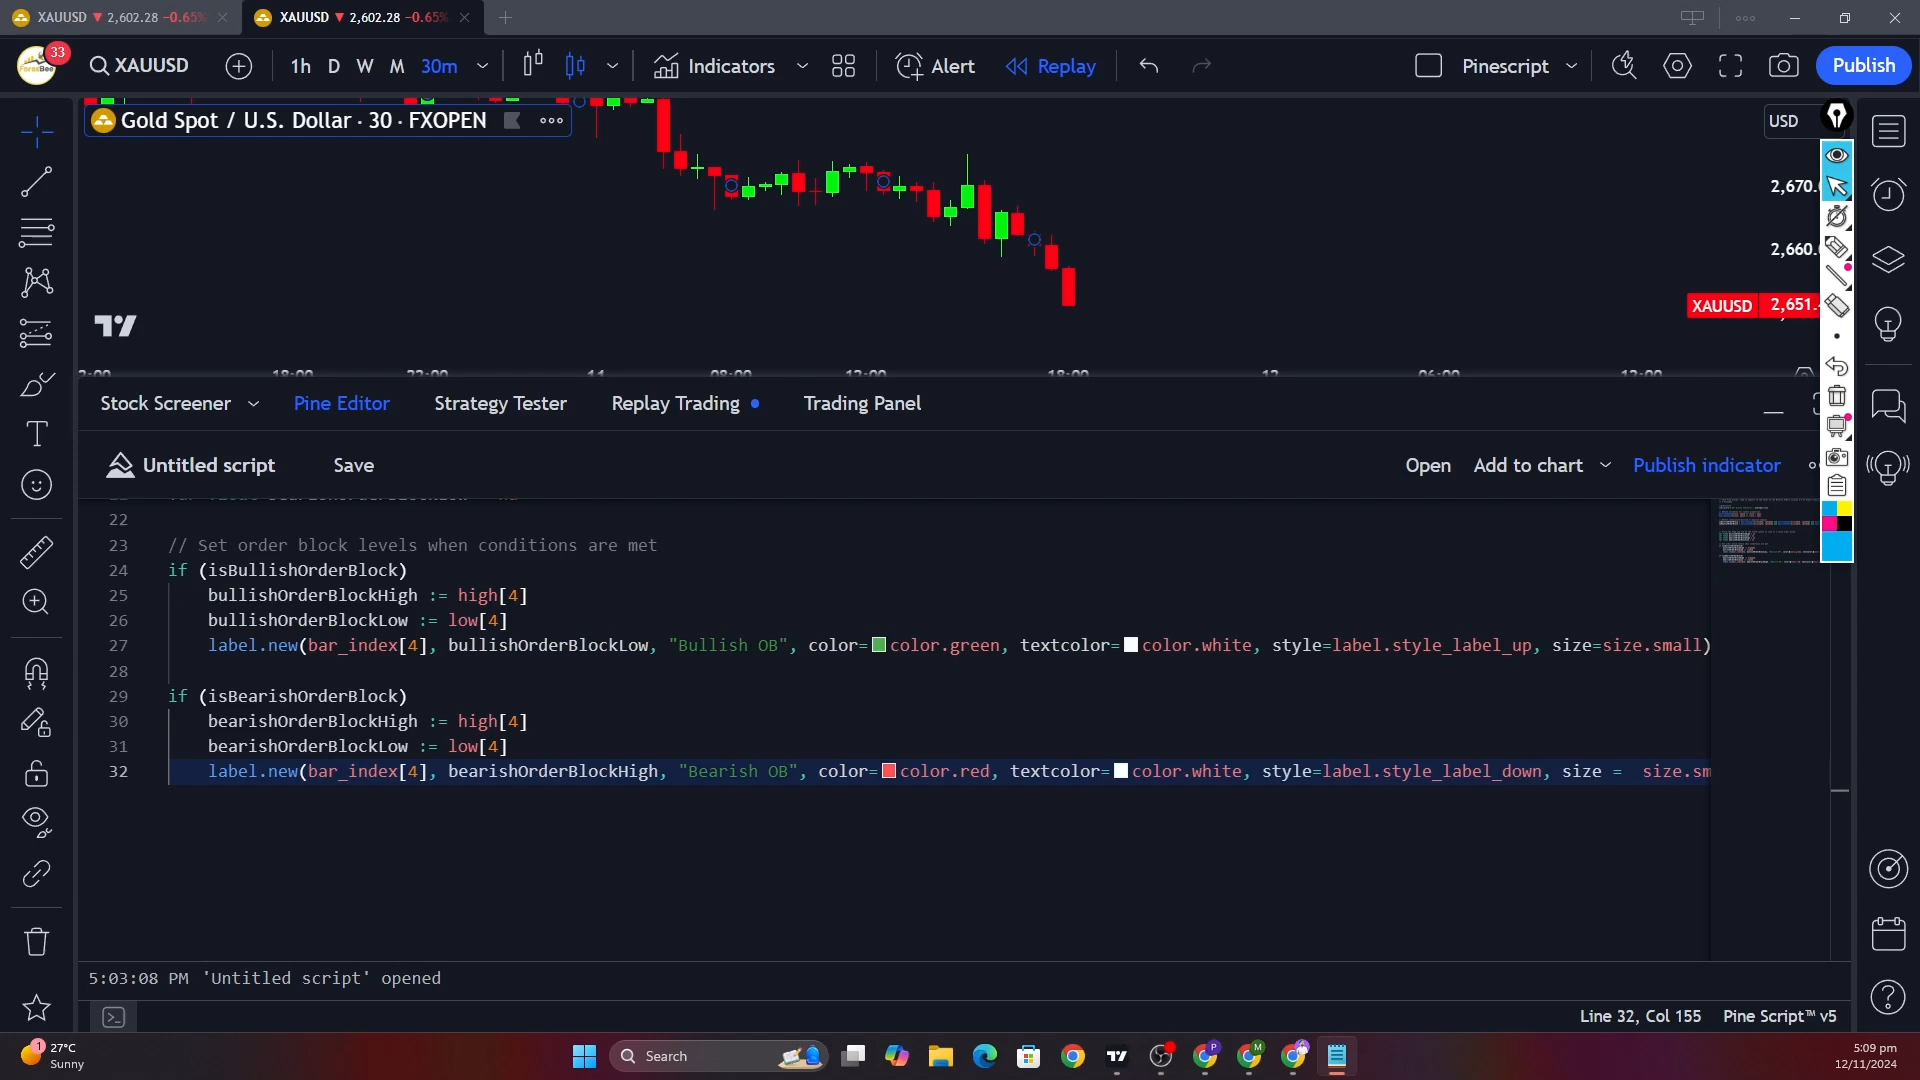 XAUUSD ▼ 2,602.28 −0.65%
XAUUSD ▼ 2,602.28 −0.65%
33
XAUUSD
1h D W M 30m
Indicators
Alert
Replay
Pinescript
Publish
Gold Spot / U.S. Dollar · 30 · FXOPEN
USD
2,670.
2,660.
XAUUSD 2,651.
18:00 22:00 11 08:00 12:00 18:00 12 06:00 12:00
Stock Screener Pine Editor Strategy Tester Replay Trading Trading Panel
Untitled script Save Open Add to chart Publish indicator
22
23 // Set order block levels when conditions are met
24 if (isBullishOrderBlock)
25 bullishOrderBlockHigh := high[4]
26 bullishOrderBlockLow := low[4]
27 label.new(bar_index[4], bullishOrderBlockLow, "Bullish OB", color=color.green, textcolor=color.white, style=label.style_label_up, size=size.small)
28
29 if (isBearishOrderBlock)
30 bearishOrderBlockHigh := high[4]
31 bearishOrderBlockLow := low[4]
32 label.new(bar_index[4], bearishOrderBlockHigh, "Bearish OB", color=color.red, textcolor=color.white, style=label.style_label_down, size = size.sm
5:03:08 PM 'Untitled script' opened
Line 32, Col 155 Pine Script™ v5
1
27°C
Sunny
Search
P
M
5:09 pm
12/11/2024